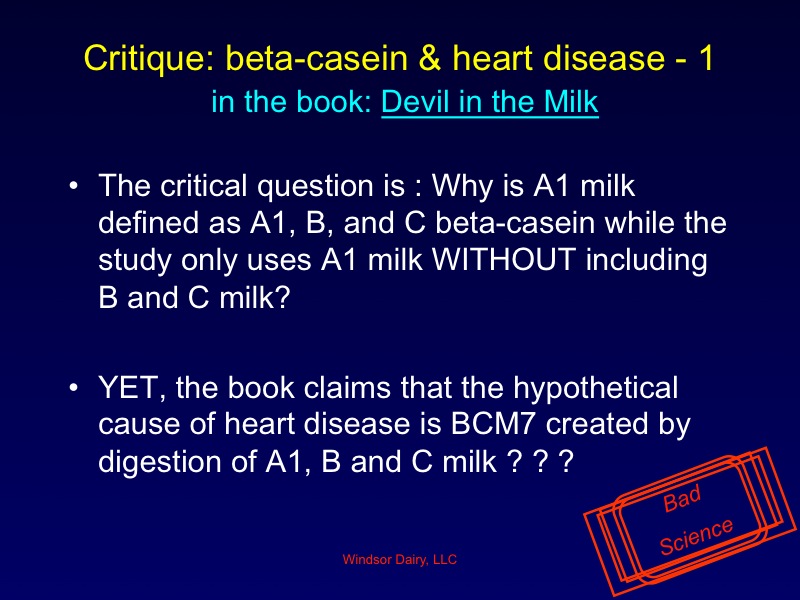 Critique: beta-casein & heart disease - 1
in the book: Devil in the Milk
• The critical question is : Why is A1 milk
defined as A1, B, and C beta-casein while the
study only uses A1 milk WITHOUT including
B and C milk?
• YET, the book claims that the hypothetical
cause of heart disease is BCM7 created by
digestion of A1, B and C milk ? ? ?
Bad
Science
Windsor Dairy, LLC